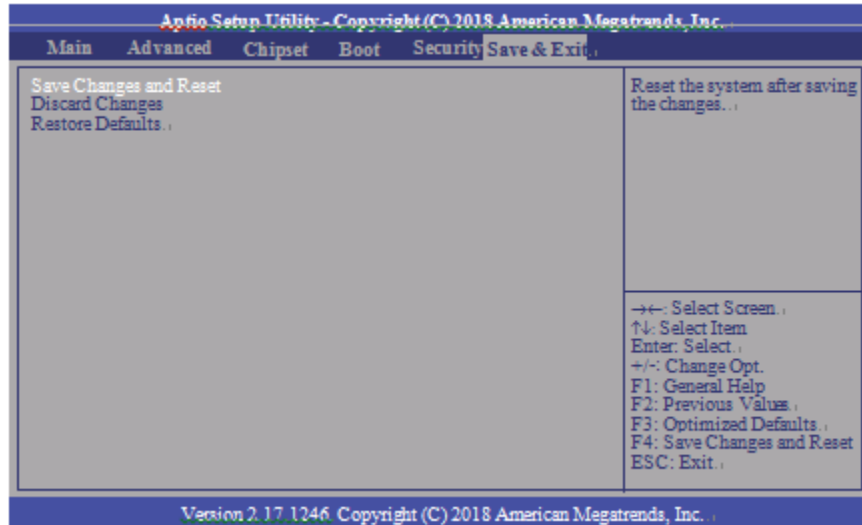 Aptio Setup Utility - Copyright (C) 2018 American Megatrends, Inc.
Main Advanced Chipset Boot Security Save & Exit
Save Changes and Reset
Discard Changes
Restore Defaults
Reset the system after saving
the changes.
→←: Select Screen
↑↓: Select Item
Enter: Select
+/-: Change Opt.
F1: General Help
F2: Previous Values
F3: Optimized Defaults
F4: Save Changes and Reset
ESC: Exit
Version 2.17.1246. Copyright (C) 2018 American Megatrends, Inc.